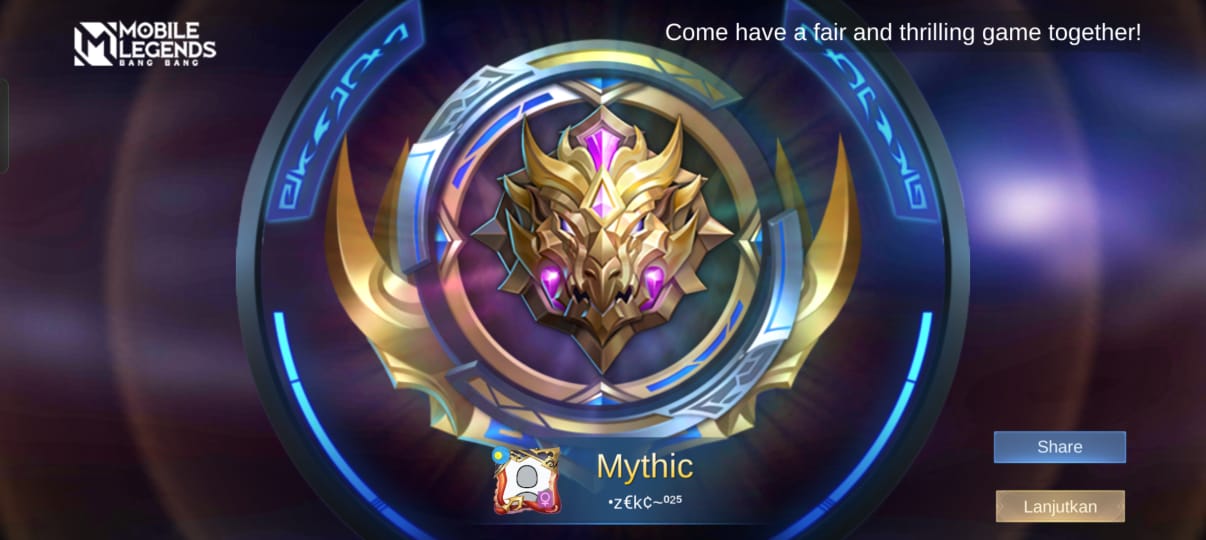 MOBILE
LEGENDS
BANG BANG
Come have a fair and thrilling game together!
Mythic
•z€k¢~⁰²⁵
Share
Lanjutkan